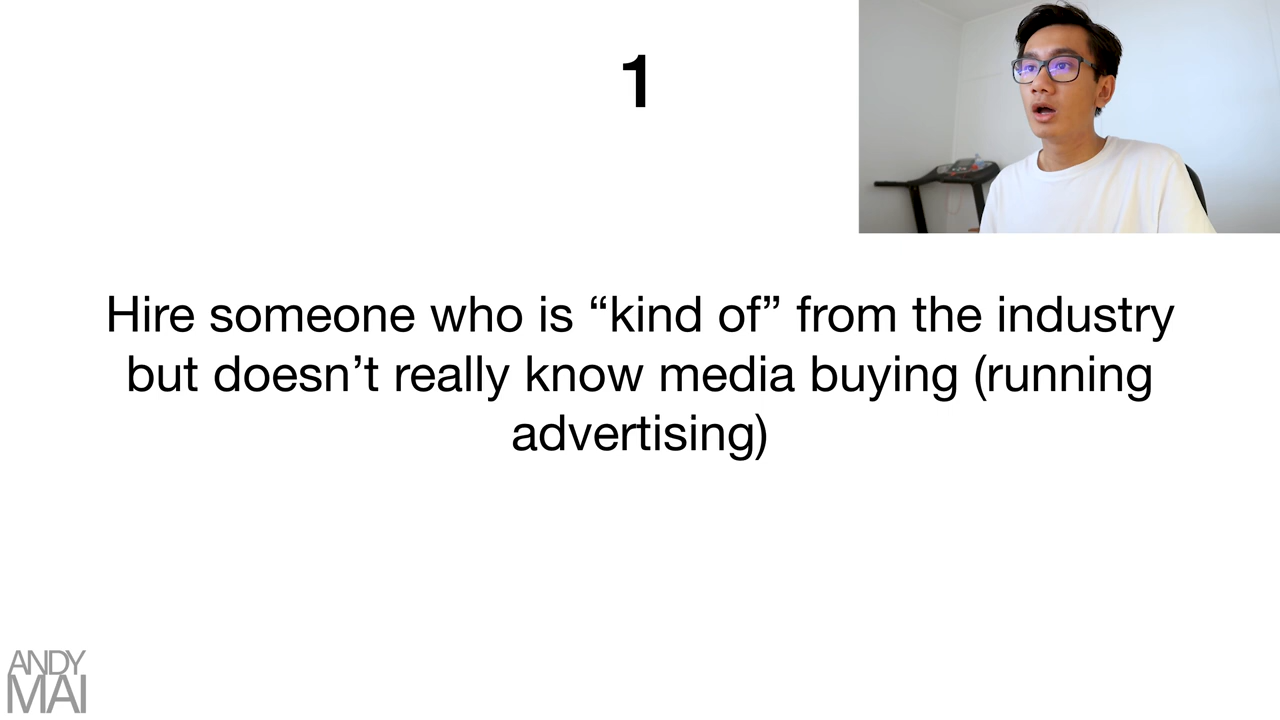 1
Hire someone who is “kind of” from the industry
but doesn’t really know media buying (running
advertising)
ANDY
MAI